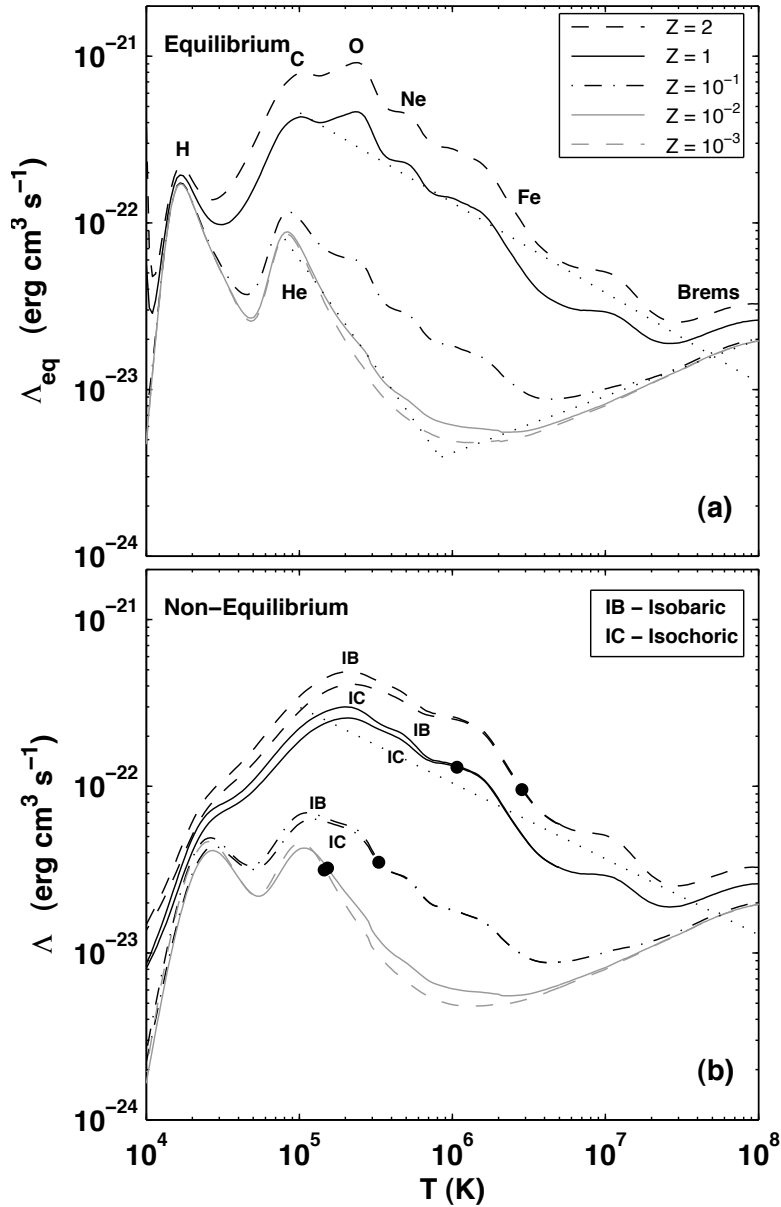 10⁻²¹
10⁻²²
10⁻²³
10⁻²⁴
Λeq (erg cm³ s⁻¹)
Equilibrium
H
C
O
Ne
He
Fe
Brems
Z = 2
Z = 1
Z = 10⁻¹
Z = 10⁻²
Z = 10⁻³
(a)
10⁻²¹
10⁻²²
10⁻²³
10⁻²⁴
Λ (erg cm³ s⁻¹)
Non−Equilibrium
IB − Isobaric
IC − Isochoric
IB
IC
IB
IC
IB
IC
(b)
10⁴ 10⁵ 10⁶ 10⁷ 10⁸
T (K)